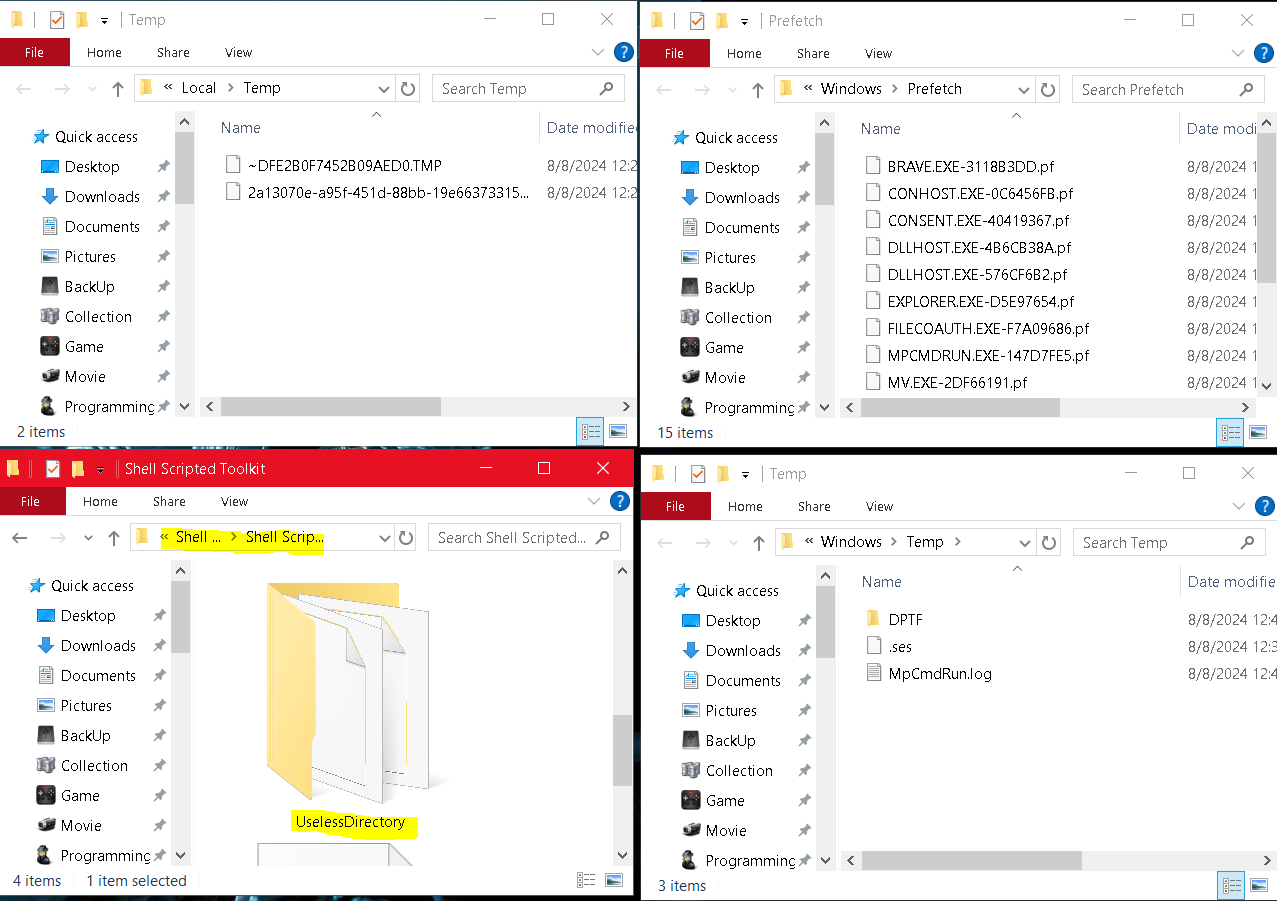 Temp
File Home Share View
« Local > Temp Search Temp
Quick access
Desktop
Downloads
Documents
Pictures
BackUp
Collection
Game
Movie
Programming
Name Date modifie
~DFE2B0F7452B09AED0.TMP 8/8/2024 12:2
2a13070e-a95f-451d-88bb-19e66373315... 8/8/2024 12:2
2 items
Prefetch
File Home Share View
« Windows > Prefetch Search Prefetch
Quick access
Desktop
Downloads
Documents
Pictures
BackUp
Collection
Game
Movie
Programming
Name Date modi
BRAVE.EXE-3118B3DD.pf 8/8/2024 1
CONHOST.EXE-0C6456FB.pf 8/8/2024 1
CONSENT.EXE-40419367.pf 8/8/2024 1
DLLHOST.EXE-4B6CB38A.pf 8/8/2024 1
DLLHOST.EXE-576CF6B2.pf 8/8/2024 1
EXPLORER.EXE-D5E97654.pf 8/8/2024 1
FILECOAUTH.EXE-F7A09686.pf 8/8/2024 1
MPCMDRUN.EXE-147D7FE5.pf 8/8/2024 1
MV.EXE-2DF66191.pf 8/8/2024 1
15 items
Shell Scripted Toolkit
File Home Share View
« Shell ... > Shell Scrip... Search Shell Scripted...
Quick access
Desktop
Downloads
Documents
Pictures
BackUp
Collection
Game
Movie
Programming
UselessDirectory
4 items 1 item selected
Temp
File Home Share View
« Windows > Temp > Search Temp
Quick access
Desktop
Downloads
Documents
Pictures
BackUp
Collection
Game
Movie
Programming
Name Date modifie
DPTF 8/8/2024 12:4
.ses 8/8/2024 12:3
MpCmdRun.log 8/8/2024 12:4
3 items